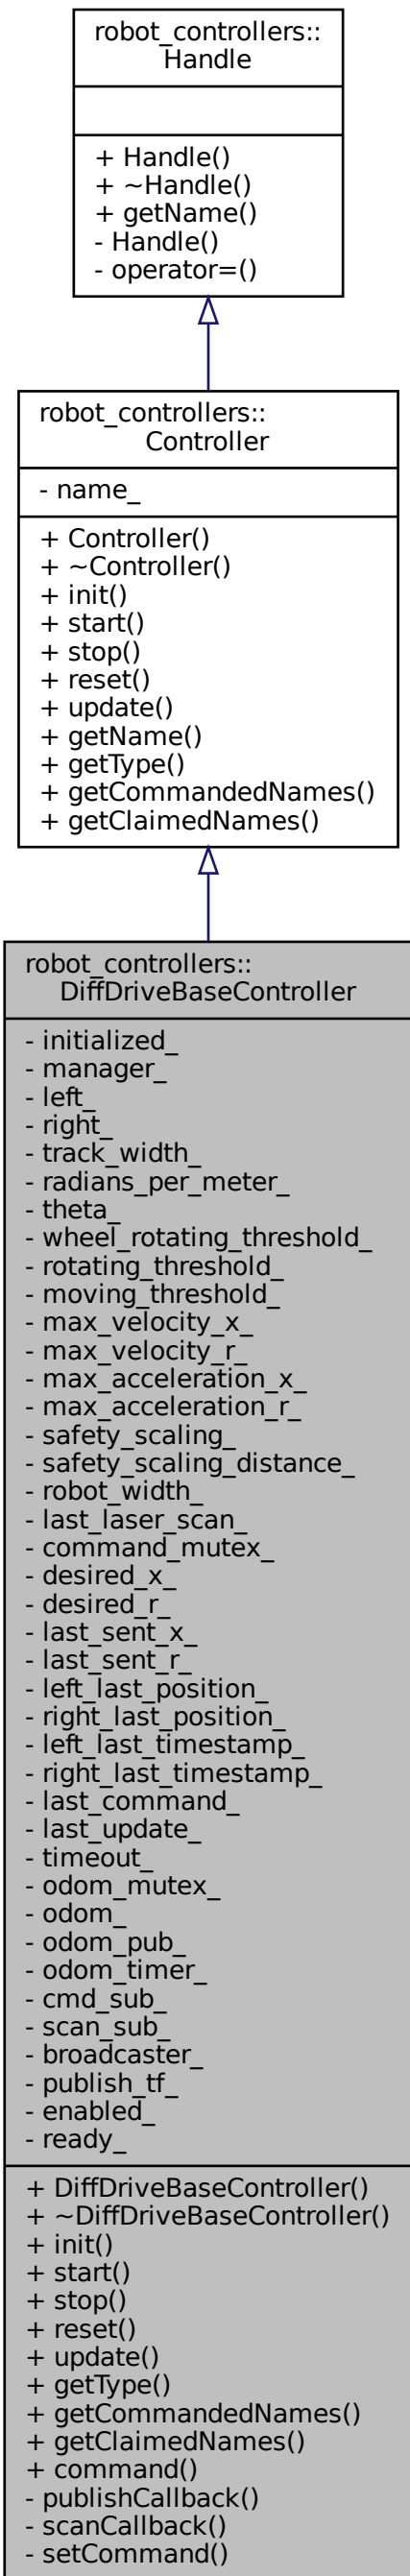 robot_controllers::
Handle
+ Handle()
+ ~Handle()
+ getName()
- Handle()
- operator=()
robot_controllers::
Controller
- name_
+ Controller()
+ ~Controller()
+ init()
+ start()
+ stop()
+ reset()
+ update()
+ getName()
+ getType()
+ getCommandedNames()
+ getClaimedNames()
robot_controllers::
DiffDriveBaseController
- initialized_
- manager_
- left_
- right_
- track_width_
- radians_per_meter_
- theta_
- wheel_rotating_threshold_
- rotating_threshold_
- moving_threshold_
- max_velocity_x_
- max_velocity_r_
- max_acceleration_x_
- max_acceleration_r_
- safety_scaling_
- safety_scaling_distance_
- robot_width_
- last_laser_scan_
- command_mutex_
- desired_x_
- desired_r_
- last_sent_x_
- last_sent_r_
- left_last_position_
- right_last_position_
- left_last_timestamp_
- right_last_timestamp_
- last_command_
- last_update_
- timeout_
- odom_mutex_
- odom_
- odom_pub_
- odom_timer_
- cmd_sub_
- scan_sub_
- broadcaster_
- publish_tf_
- enabled_
- ready_
+ DiffDriveBaseController()
+ ~DiffDriveBaseController()
+ init()
+ start()
+ stop()
+ reset()
+ update()
+ getType()
+ getCommandedNames()
+ getClaimedNames()
+ command()
- publishCallback()
- scanCallback()
- setCommand()